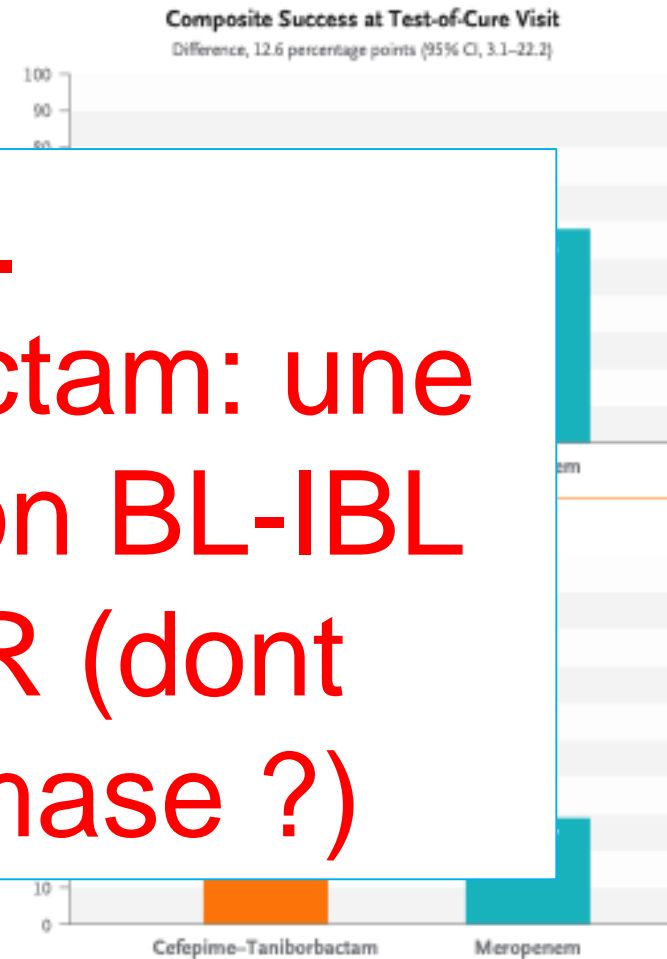 Composite Success at Test-of-Cure Visit
Difference, 12.6 percentage points (95% CI, 3.1–22.2)
100
90
ctam: une
on BL-IBL
R (dont
nase ?)
em
10
0
Cefepime–Taniborbactam Meropenem